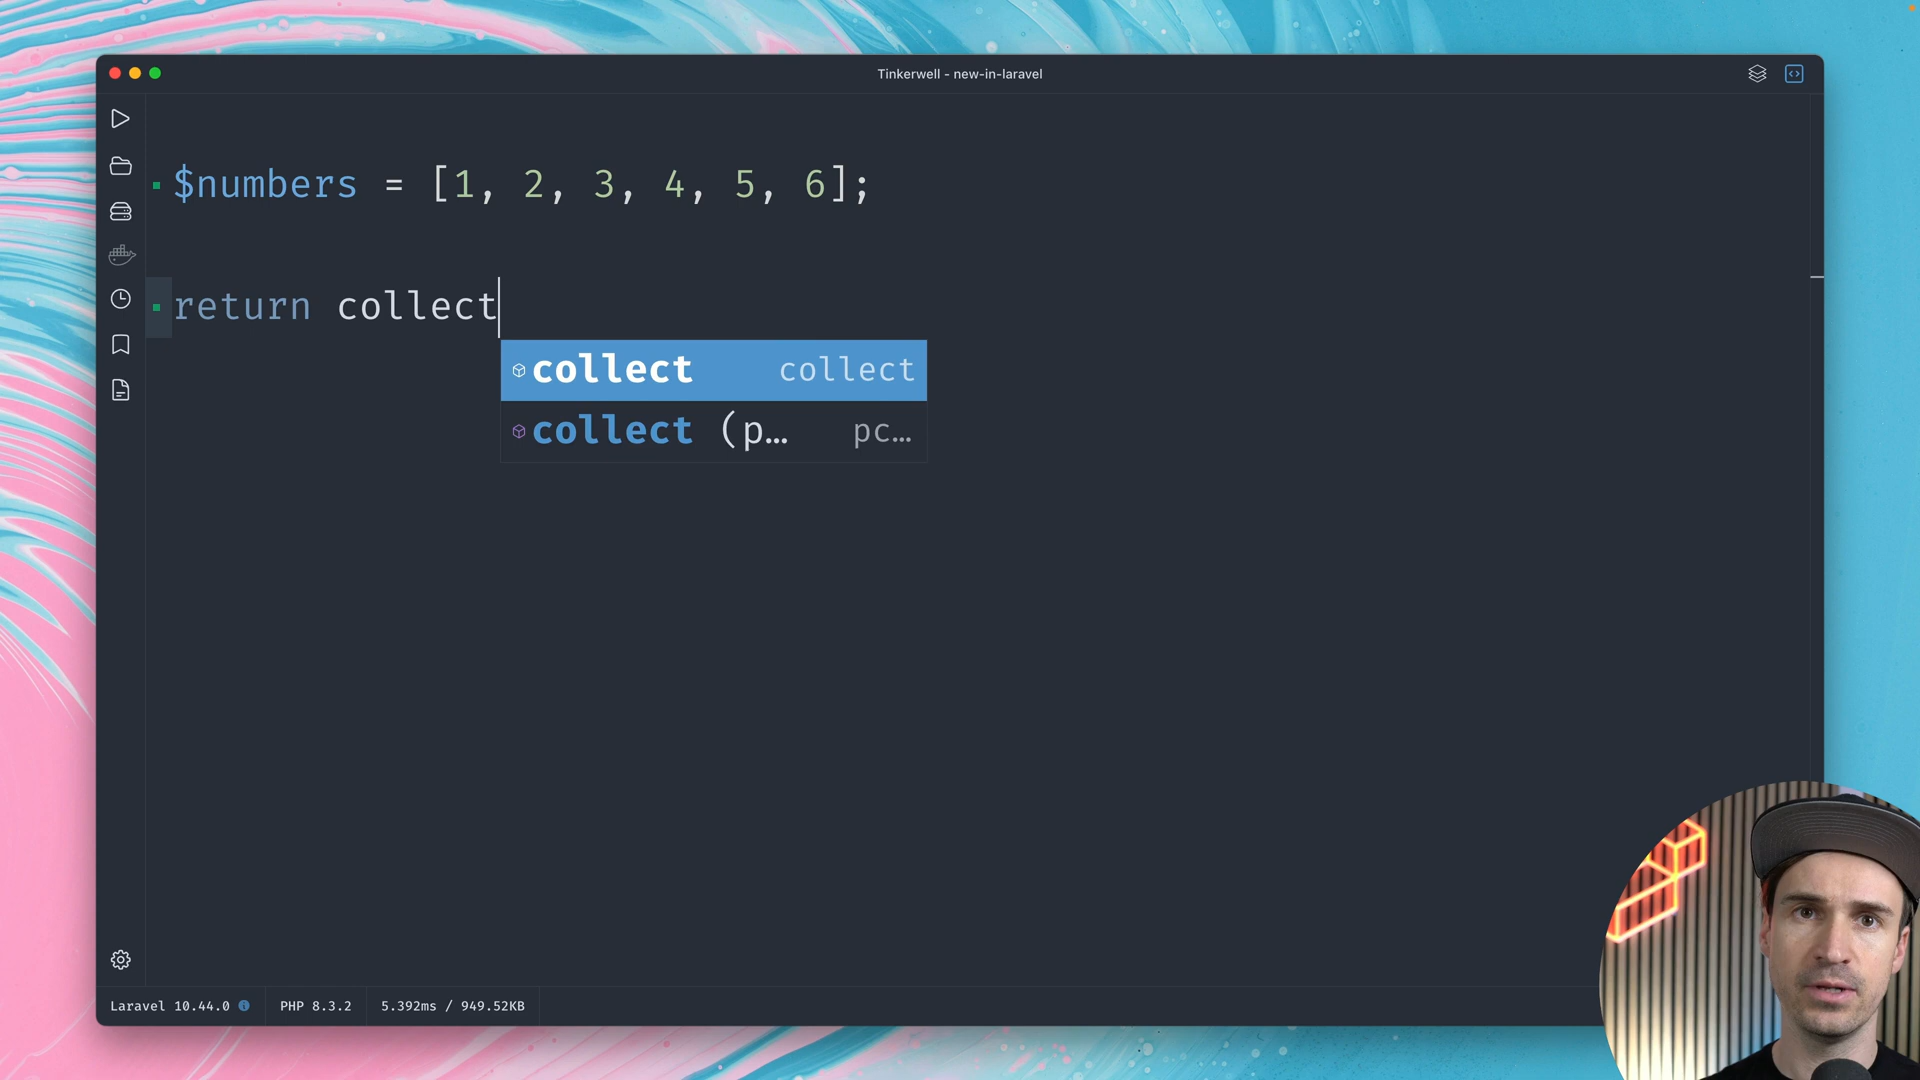 Tinkerwell - new-in-laravel
$numbers = [1, 2, 3, 4, 5, 6];
return collect
collect collect
collect (p… pc…
Laravel 10.44.0 PHP 8.3.2 5.392ms / 949.52KB